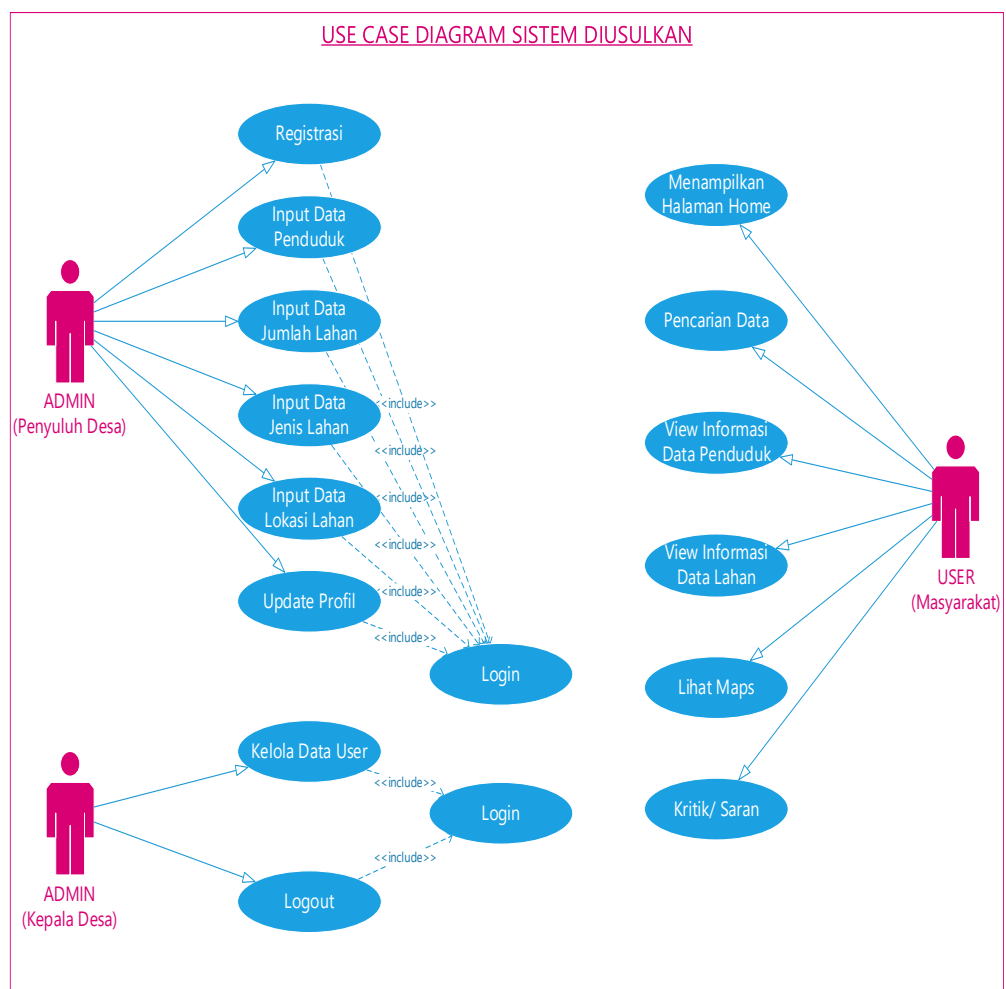 USE CASE DIAGRAM SISTEM DIUSULKAN
Registrasi
Input Data
Penduduk
Input Data
Jumlah Lahan
Input Data
Jenis Lahan
Input Data
Lokasi Lahan
Update Profil
ADMIN
(Penyuluh Desa)
<<include>>
<<include>>
<<include>>
<<include>>
<<include>>
<<include>>
Login
Kelola Data User
<<include>>
Login
<<include>>
Logout
ADMIN
(Kepala Desa)
Menampilkan
Halaman Home
Pencarian Data
View Informasi
Data Penduduk
View Informasi
Data Lahan
Lihat Maps
Kritik/ Saran
USER
(Masyarakat)